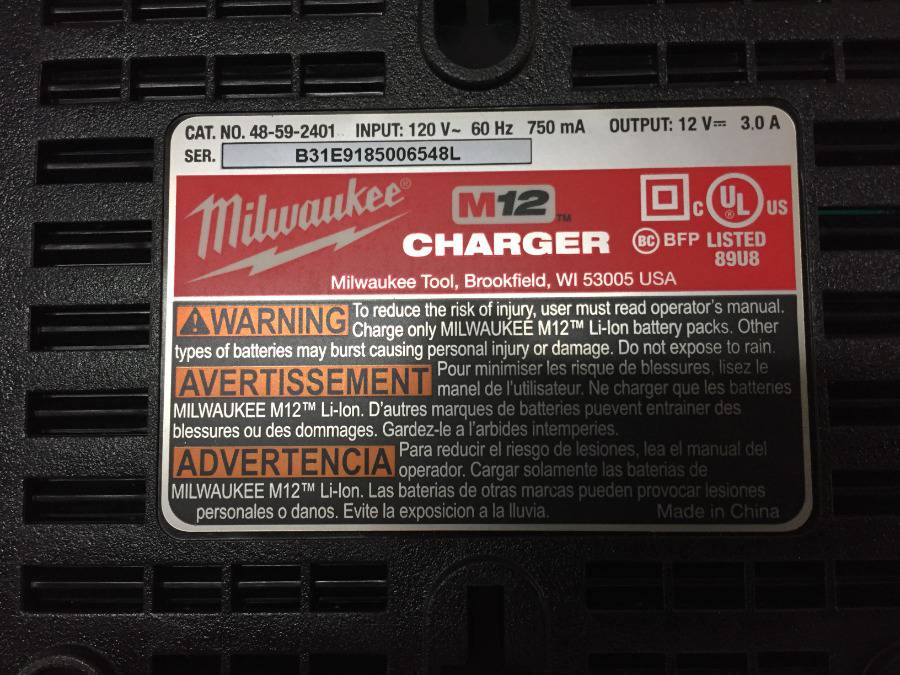 CAT. NO. 48-59-2401 INPUT: 120 V~ 60 Hz 750 mA OUTPUT: 12 V⎓ 3.0 A
SER. B31E9185006548L
Milwaukee®
M12™
CHARGER
C UL® US
BC BFP LISTED
89U8
Milwaukee Tool, Brookfield, WI 53005 USA
WARNING To reduce the risk of injury, user must read operator's manual.
Charge only MILWAUKEE M12™ Li-Ion battery packs. Other
types of batteries may burst causing personal injury or damage. Do not expose to rain.
AVERTISSEMENT Pour minimiser les risque de blessures, lisez le
manel de l'utilisateur. Ne charger que les batteries
MILWAUKEE M12™ Li-Ion. D'autres marques de batteries puevent entrainer des
blessures ou des dommages. Gardez-le a l'arbides intemperies.
ADVERTENCIA Para reducir el riesgo de lesiones, lea el manual del
operador. Cargar solamente las baterias de
MILWAUKEE M12™ Li-Ion. Las baterias de otras marcas pueden provocar lesiones
personales o danos. Evite la exposicion a la lluvia. Made in China